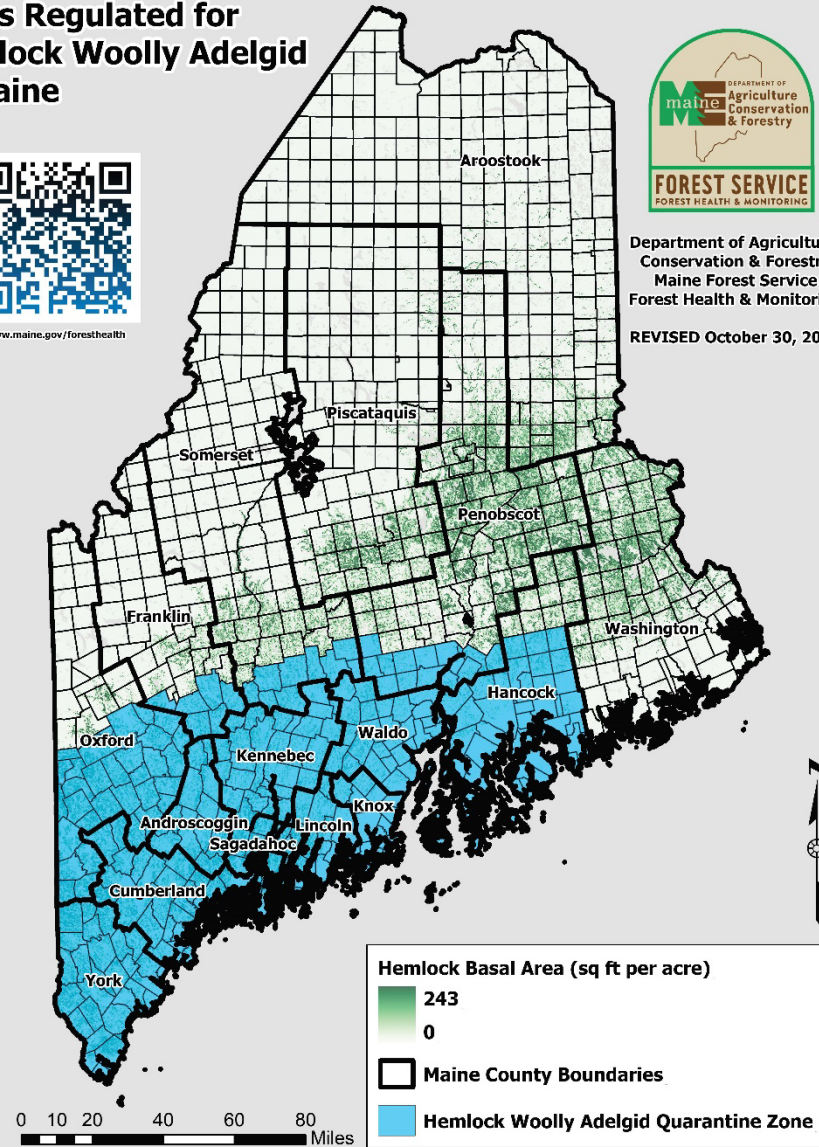 s Regulated for
lock Woolly Adelgid
aine
w.maine.gov/foresthealth
maine
DEPARTMENT OF
Agriculture
Conservation
& Forestry
FOREST SERVICE
FOREST HEALTH & MONITORING
Department of Agricultu
Conservation & Forestr
Maine Forest Service
Forest Health & Monitori
REVISED October 30, 20
Aroostook
Piscataquis
Somerset
Penobscot
Franklin
Washington
Hancock
Oxford
Waldo
Kennebec
Knox
Androscoggin
Lincoln
Sagadahoc
Cumberland
York
Hemlock Basal Area (sq ft per acre)
243
0
Maine County Boundaries
Hemlock Woolly Adelgid Quarantine Zone
0 10 20 40 60 80
Miles